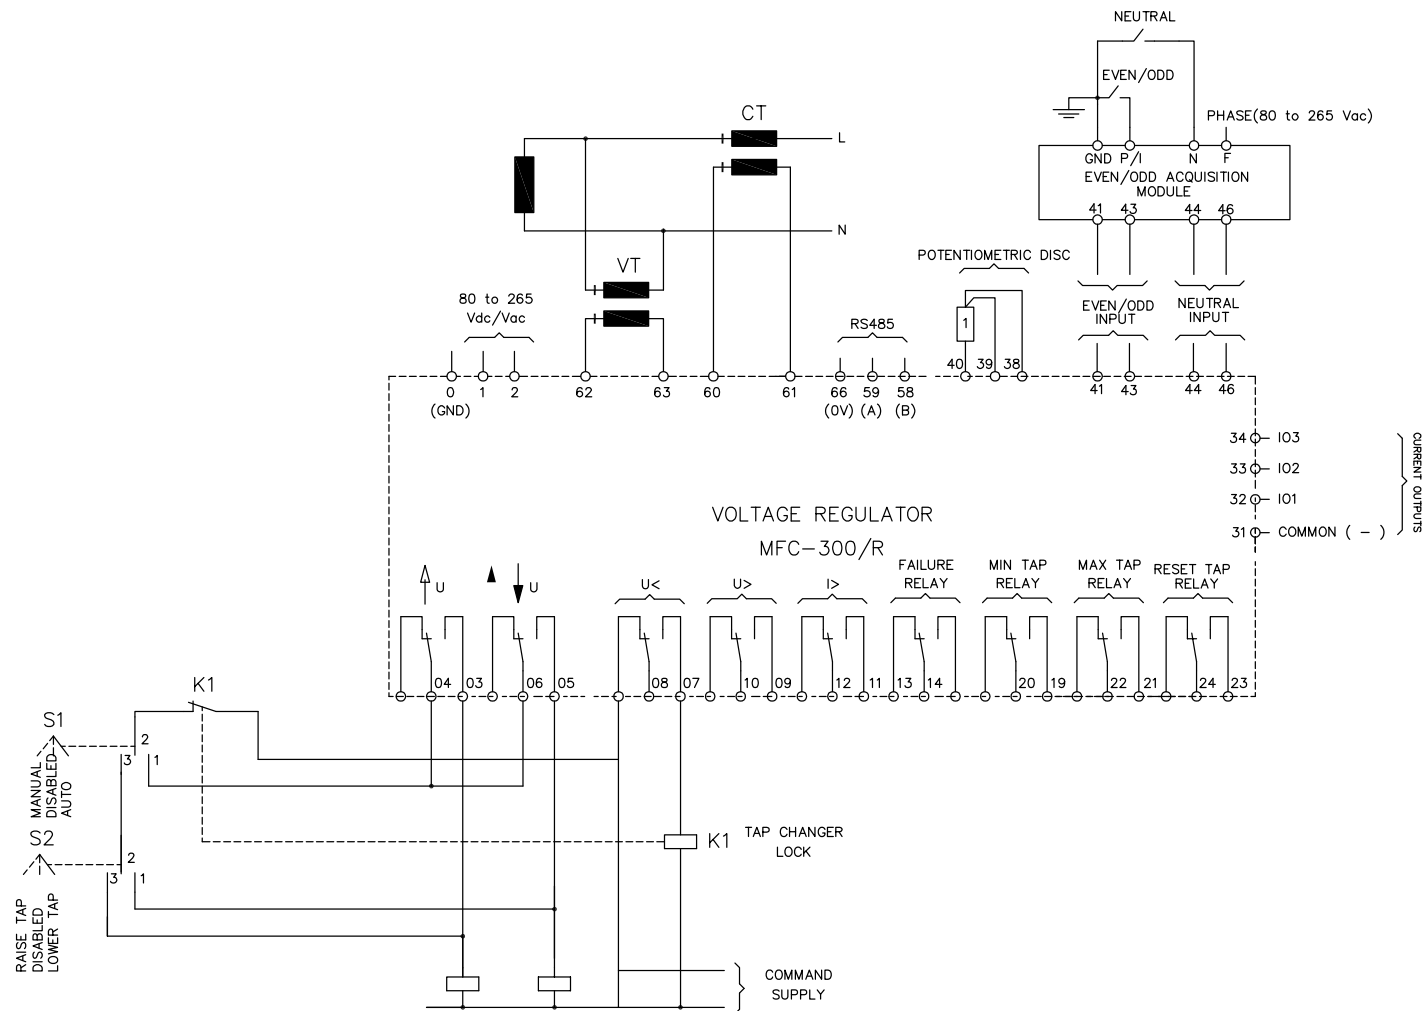 NEUTRAL
EVEN/ODD
PHASE(80 to 265 Vac)
GND P/I N F
EVEN/ODD ACQUISITION
MODULE
41 43 44 46
EVEN/ODD
INPUT
NEUTRAL
INPUT
CT
L
N
VT
80 to 265
Vdc/Vac
RS485
POTENTIOMETRIC DISC
1
40 39 38
0 1 2 62 63 60 61 66 59 58 41 43 44 46
(GND) (0V) (A) (B)
34 IO3
33 IO2
32 IO1
31 COMMON ( - )
CURRENT OUTPUTS
VOLTAGE REGULATOR
MFC-300/R
U
U
U<
U>
I>
FAILURE
RELAY
MIN TAP
RELAY
MAX TAP
RELAY
RESET TAP
RELAY
04 03 06 05 08 07 10 09 12 11 13 14 20 19 22 21 24 23
K1
S1
2
3 1
MANUAL
DISABLED
AUTO
S2
2
3 1
RAISE TAP
DISABLED
LOWER TAP
K1
TAP CHANGER
LOCK
COMMAND
SUPPLY